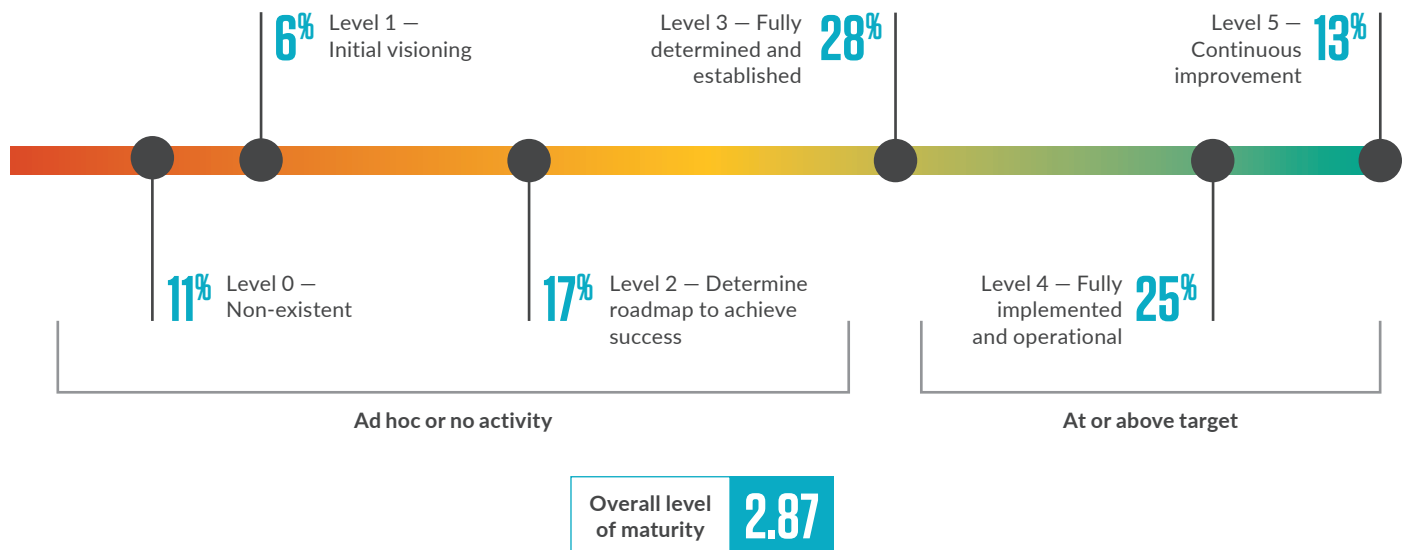 6%
Level 1 —
Initial visioning
Level 3 — Fully
determined and
established
28%
Level 5 —
Continuous
improvement
13%
11%
Level 0 —
Non-existent
17%
Level 2 — Determine
roadmap to achieve
success
Level 4 — Fully
implemented
and operational
25%
Ad hoc or no activity
At or above target
Overall level
of maturity
2.87